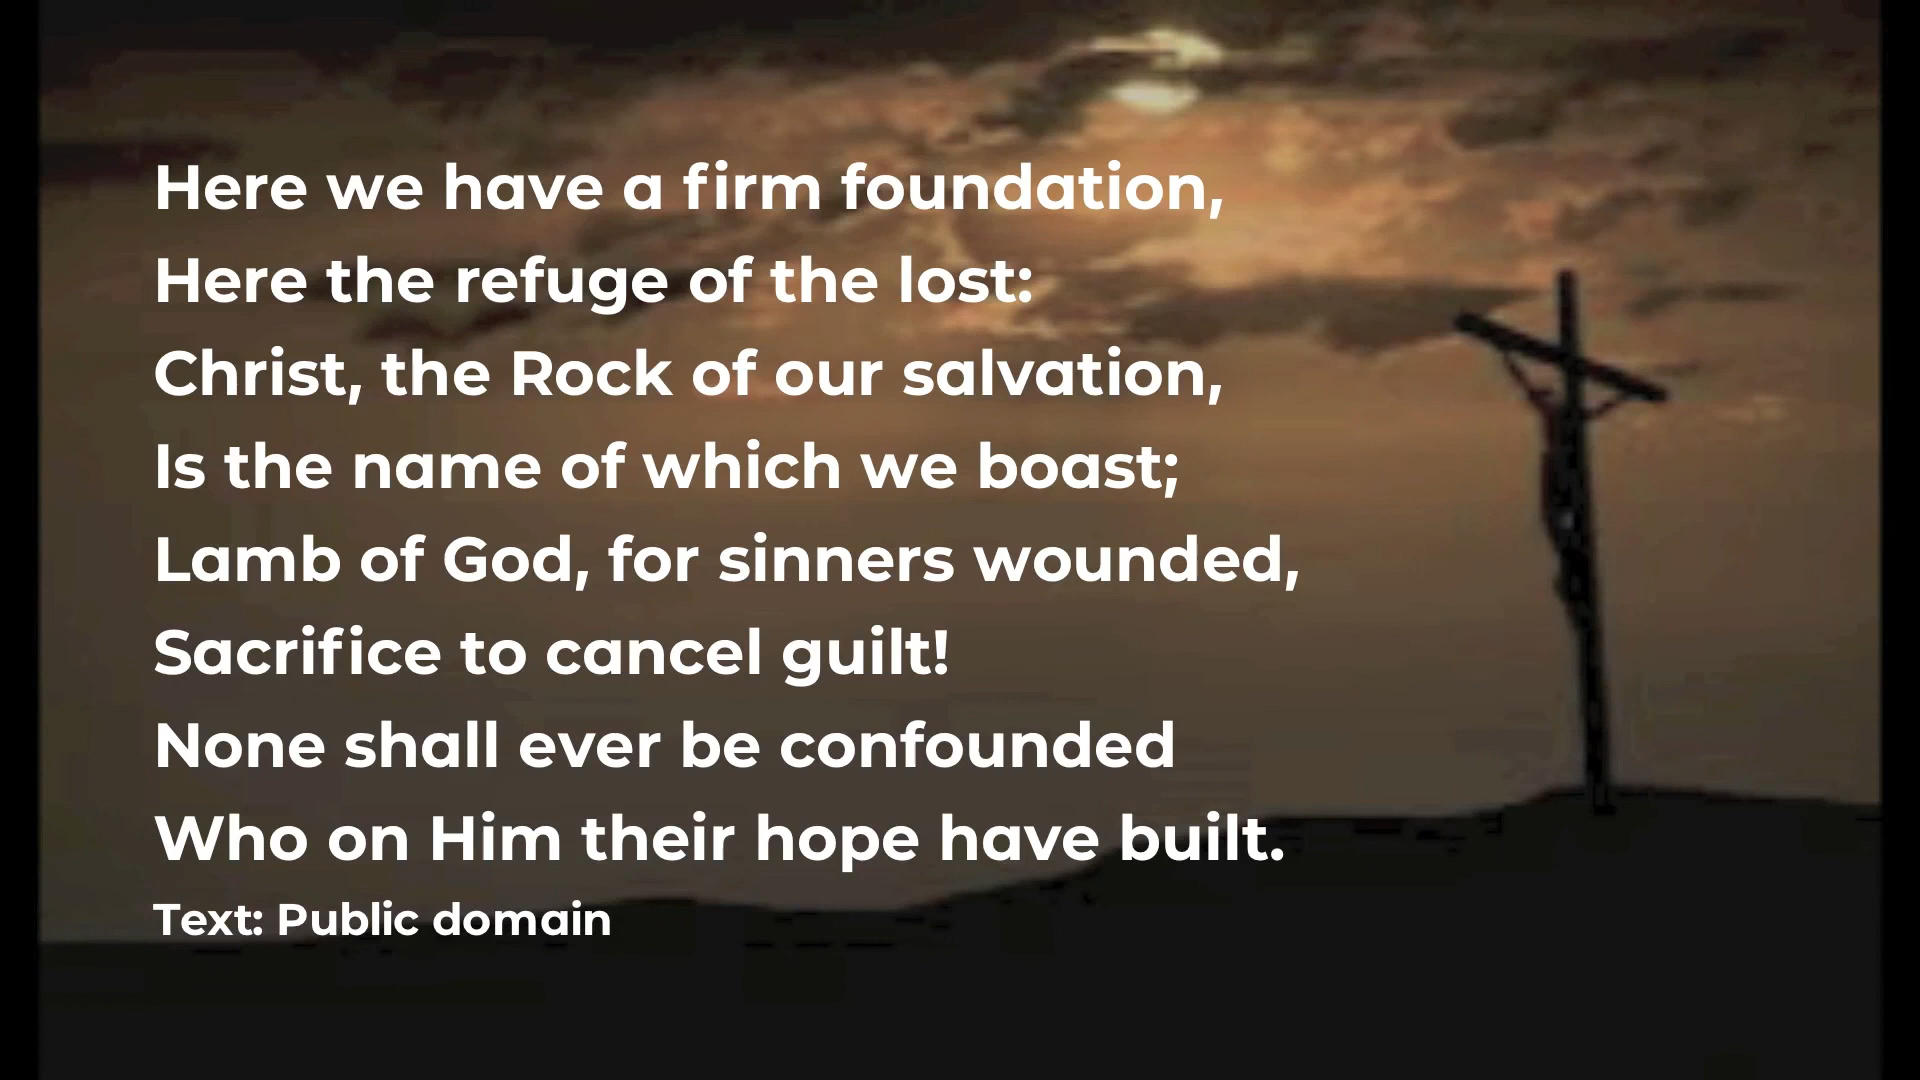 Here we have a firm foundation,
Here the refuge of the lost:
Christ, the Rock of our salvation,
Is the name of which we boast;
Lamb of God, for sinners wounded,
Sacrifice to cancel guilt!
None shall ever be confounded
Who on Him their hope have built.
Text: Public domain